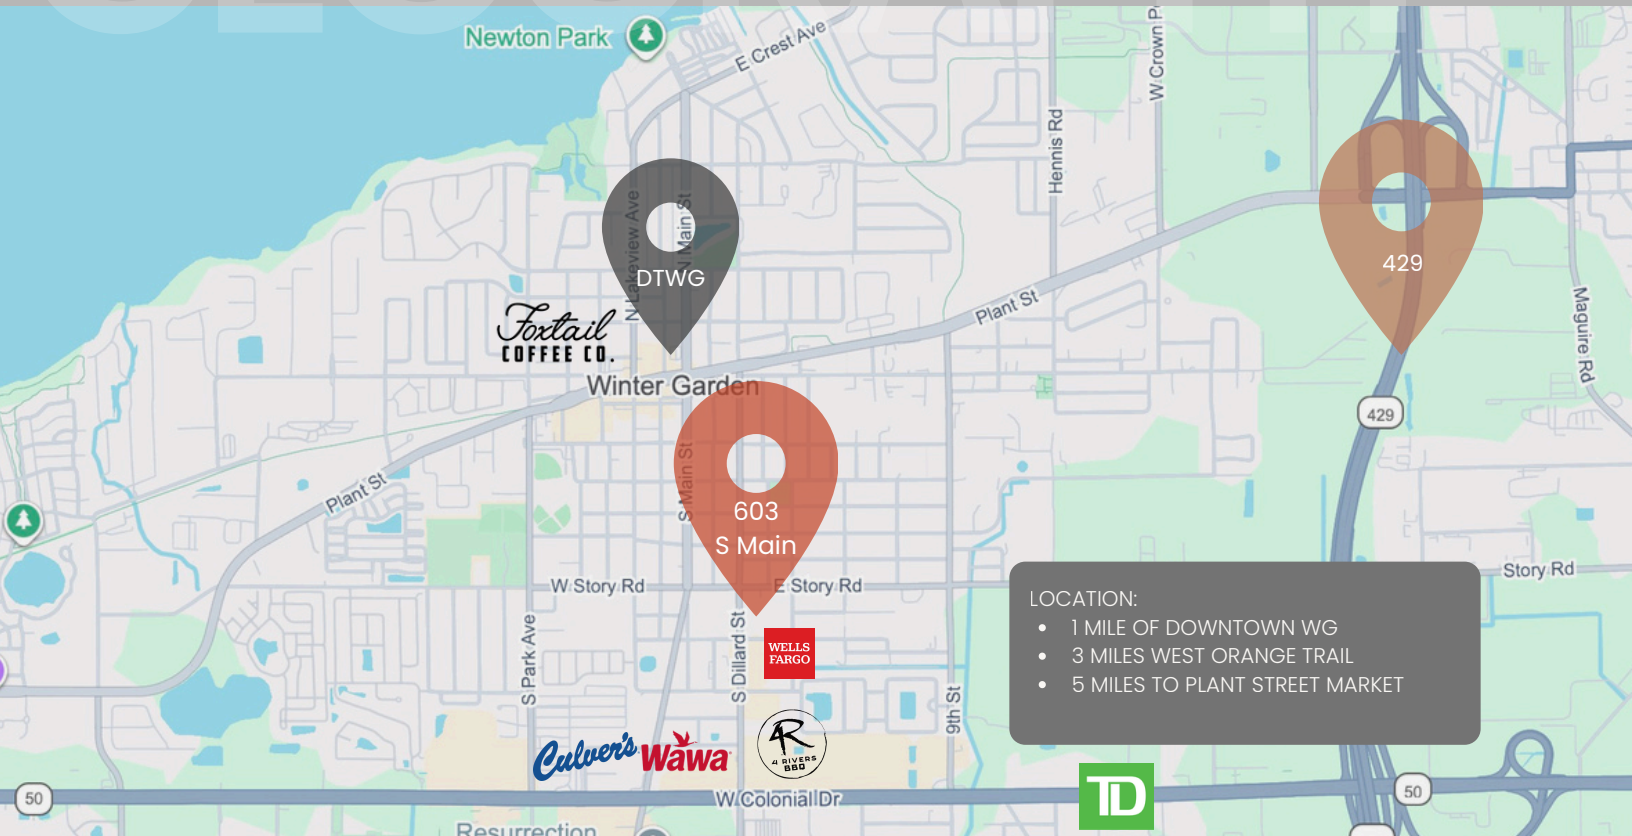 Newton Park
E Crest Ave
W Crown P
Hennis Rd
N Lakeview Ave
N Main St
DTWG
429
Foxtail
COFFEE CO.
Plant St
Maguire Rd
Winter Garden
429
S Main St
Plant St
603
S Main
W Story Rd
E Story Rd
Story Rd
LOCATION:
• 1 MILE OF DOWNTOWN WG
• 3 MILES WEST ORANGE TRAIL
• 5 MILES TO PLANT STREET MARKET
S Park Ave
S Dillard St
WELLS
FARGO
9th St
Culver's
Wawa
4R
4 RIVERS
BBQ
50
W Colonial Dr
TD
50
Resurrection